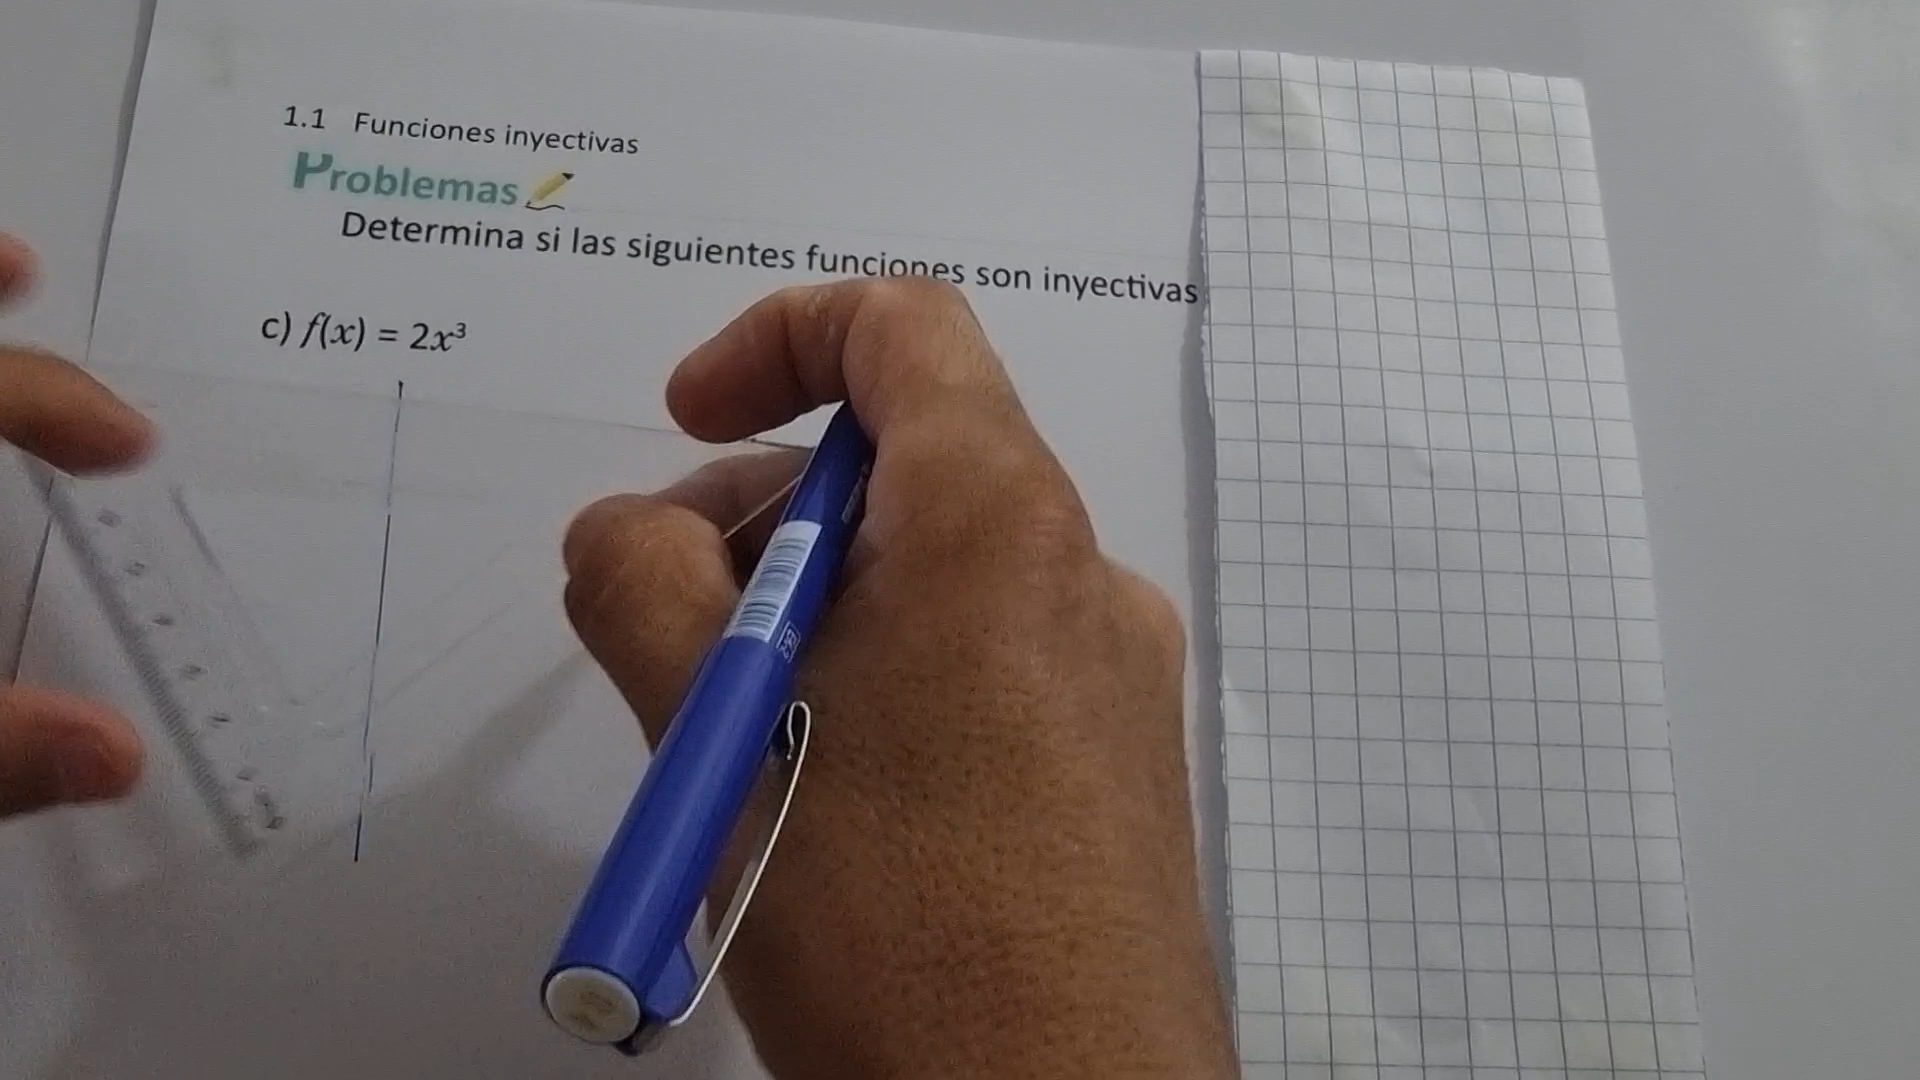 1.1 Funciones inyectivas
Problemas
Determina si las siguientes funciones son inyectivas
c) f(x) = 2x³